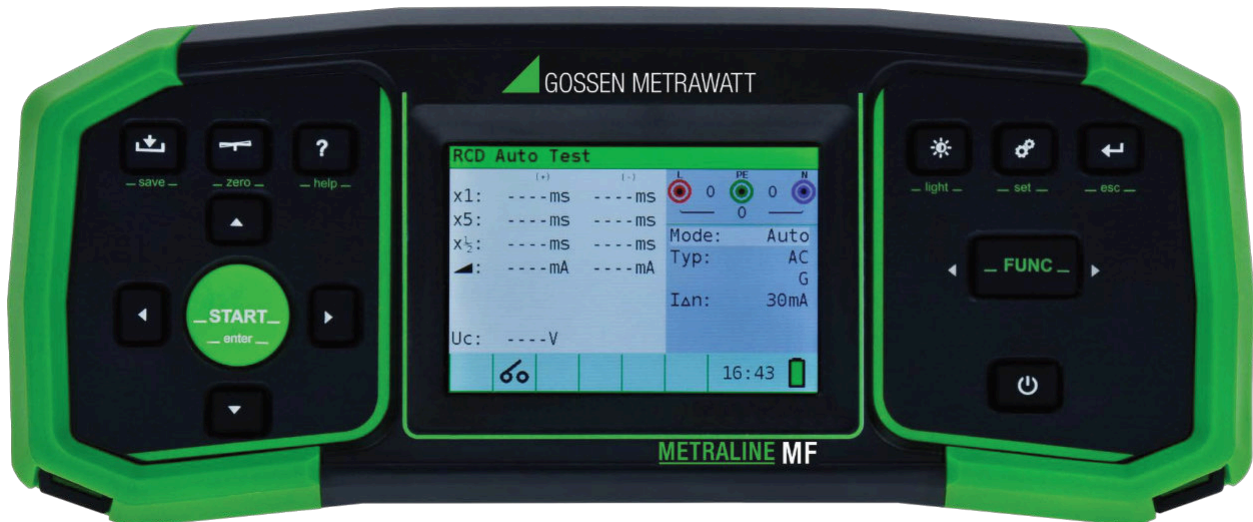 GOSSEN METRAWATT
save
zero
? help
START
enter
RCD Auto Test
(+) (-)
x1: ----ms ----ms
x5: ----ms ----ms
x½: ----ms ----ms
: ----mA ----mA
Uc: ----V
L PE N
0 0
0
Mode: Auto
Typ: AC
G
I∆n: 30mA
16:43
light
set
esc
FUNC
METRALINE MF